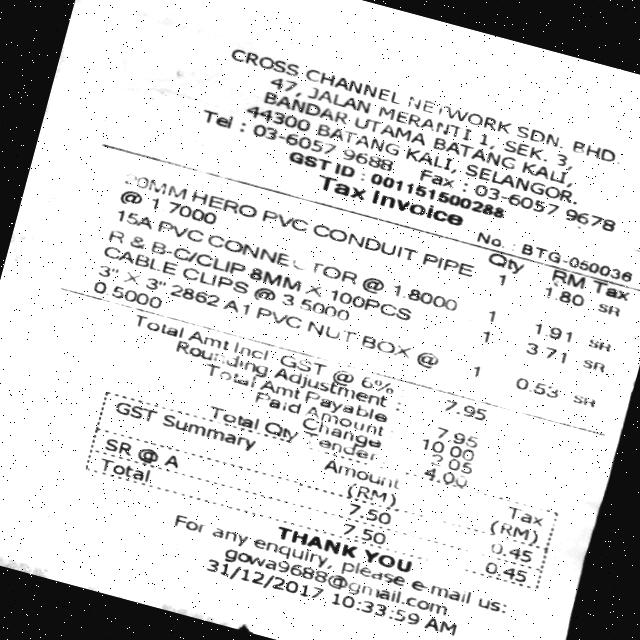 CROSS CHANNEL NETWORK SDN. BHD.
47, JALAN MERANTI 1, SEK. 3,
BANDAR UTAMA BATANG KALI,
44300 BATANG KALI, SELANGOR.
Tel : 03-6057 9688 Fax : 03-6057 9678
GST ID : 001151500288
Tax Invoice
No. : BTG-050036
Qty RM Tax
20MM HERO PVC CONDUIT PIPE 1 1.80 SR
@ 1.7000
15A PVC CONNECTOR @ 1.8000 1 1.91 SR
R & B-C/CLIP 8MM X 100PCS 1 3.71 SR
CABLE CLIPS @ 3.5000
3" X 3" 2862 A1 PVC NUT BOX @ 1 0.53 SR
0.5000
Total Amt Incl GST @ 6% 7.95
Rounding Adjustment :
Total Amt Payable 7.95
Paid Amount 10.00
Change 2.05
Total Qty Tender 4.00
GST Summary Amount Tax
(RM) (RM)
SR @ A 7.50 0.45
Total 7.50 0.45
THANK YOU
For any enquiry, please e-mail us:
gowa9688@gmail.com
31/12/2017 10:33:59 AM